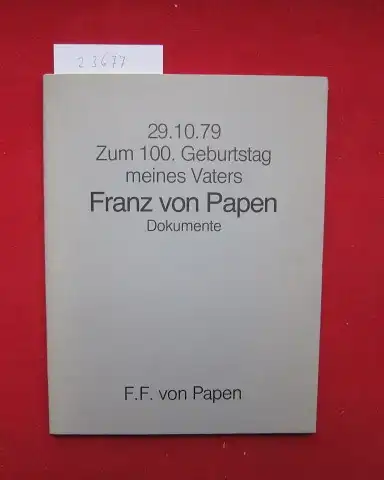 23677
29.10.79
Zum 100. Geburtstag
meines Vaters
Franz von Papen
Dokumente
F.F. von Papen